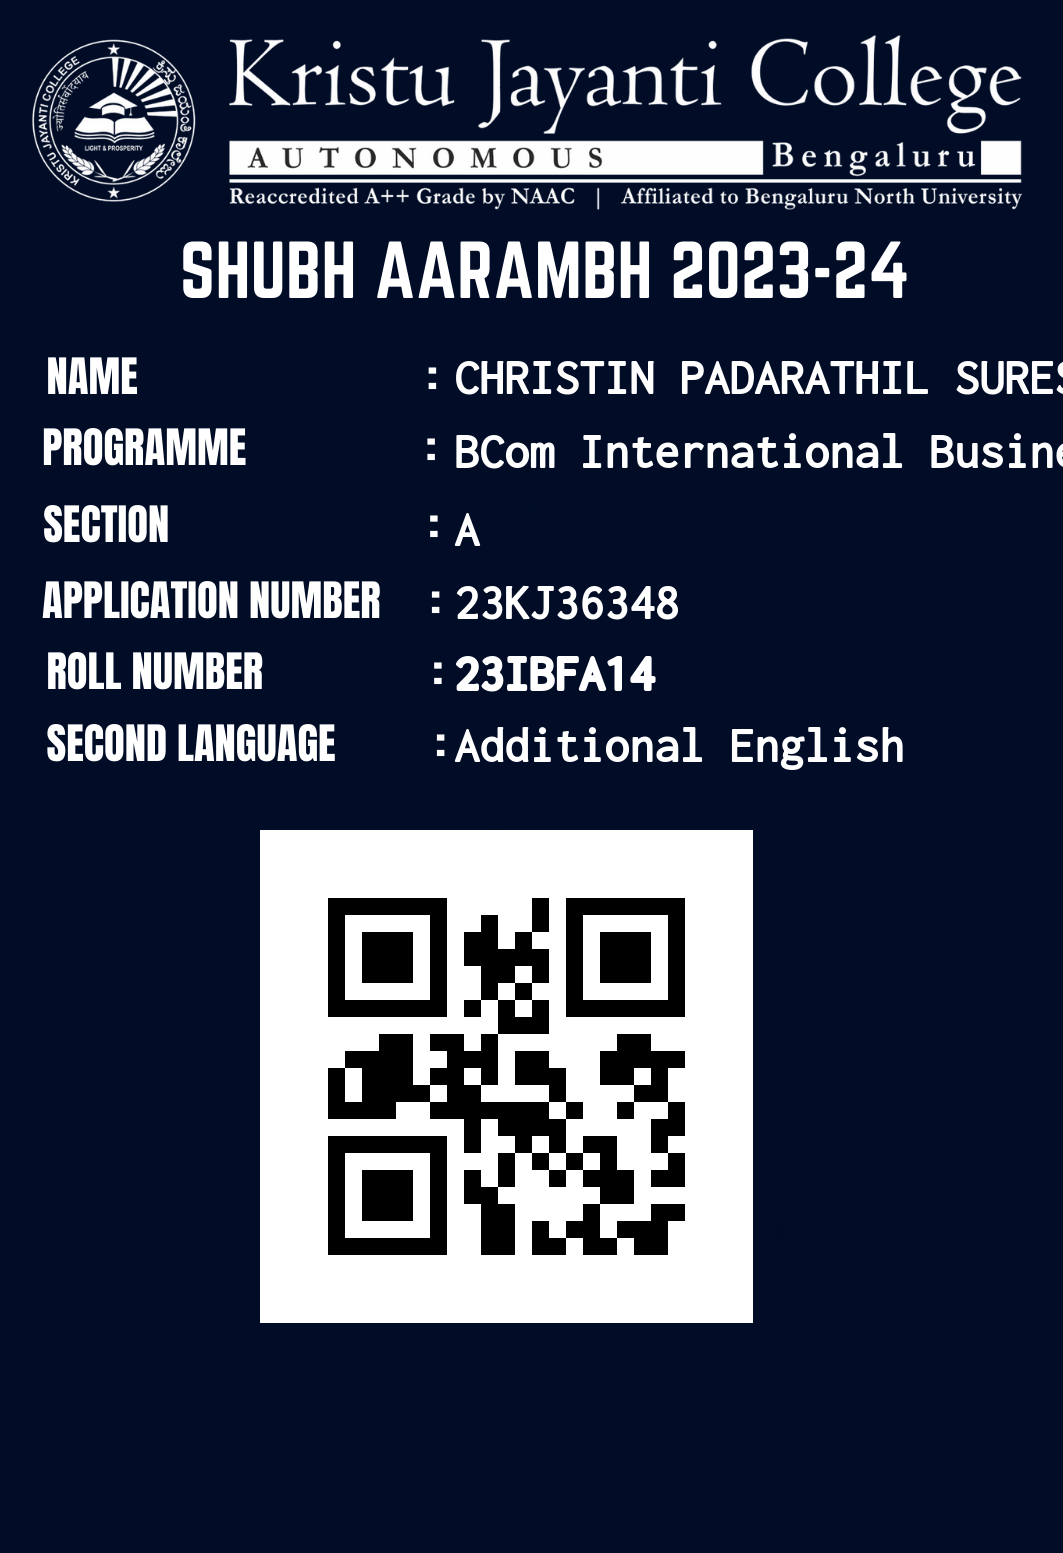 Kristu Jayanti College
AUTONOMOUS Bengaluru
Reaccredited A++ Grade by NAAC | Affiliated to Bengaluru North University
KRISTU JAYANTI COLLEGE
LIGHT & PROSPERITY
SHUBH AARAMBH 2023-24
NAME : CHRISTIN PADARATHIL SURES
PROGRAMME : BCom International Busine
SECTION : A
APPLICATION NUMBER : 23KJ36348
ROLL NUMBER : 23IBFA14
SECOND LANGUAGE : Additional English